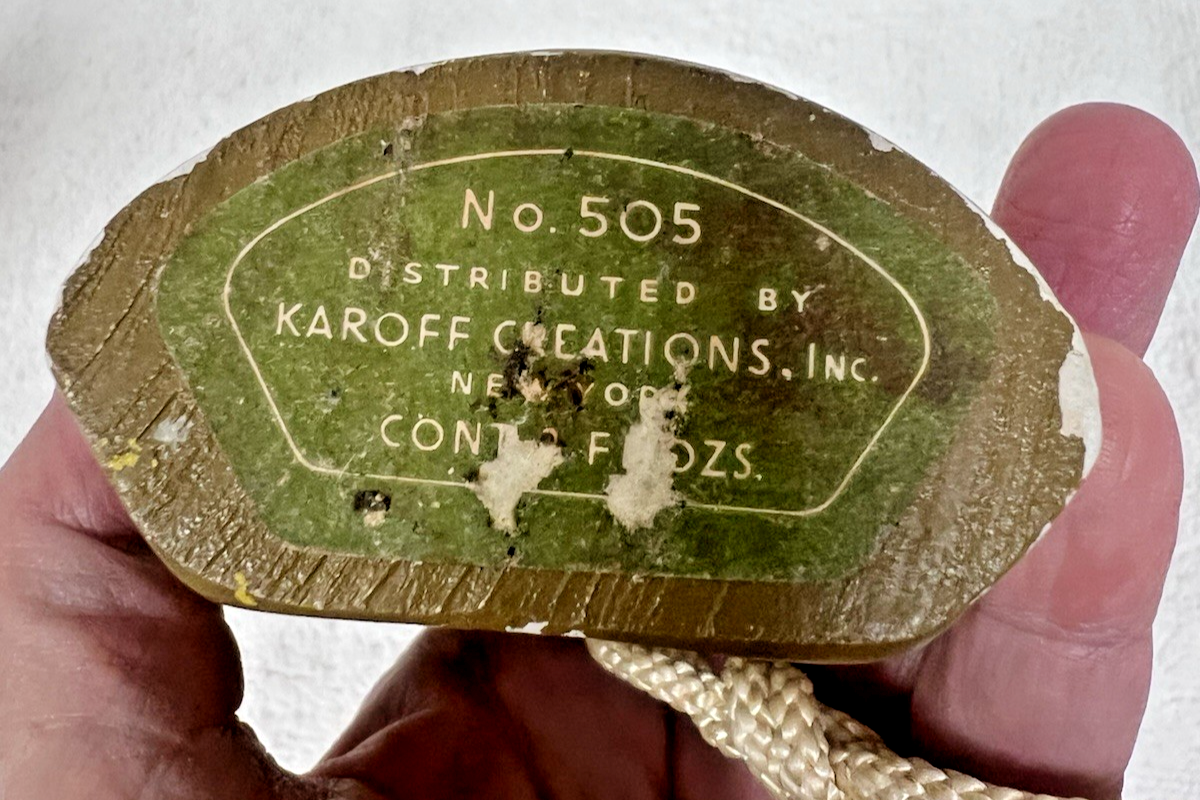 No. 505
DISTRIBUTED BY
KAROFF CREATIONS, INC.
NEW YORK
OZS.